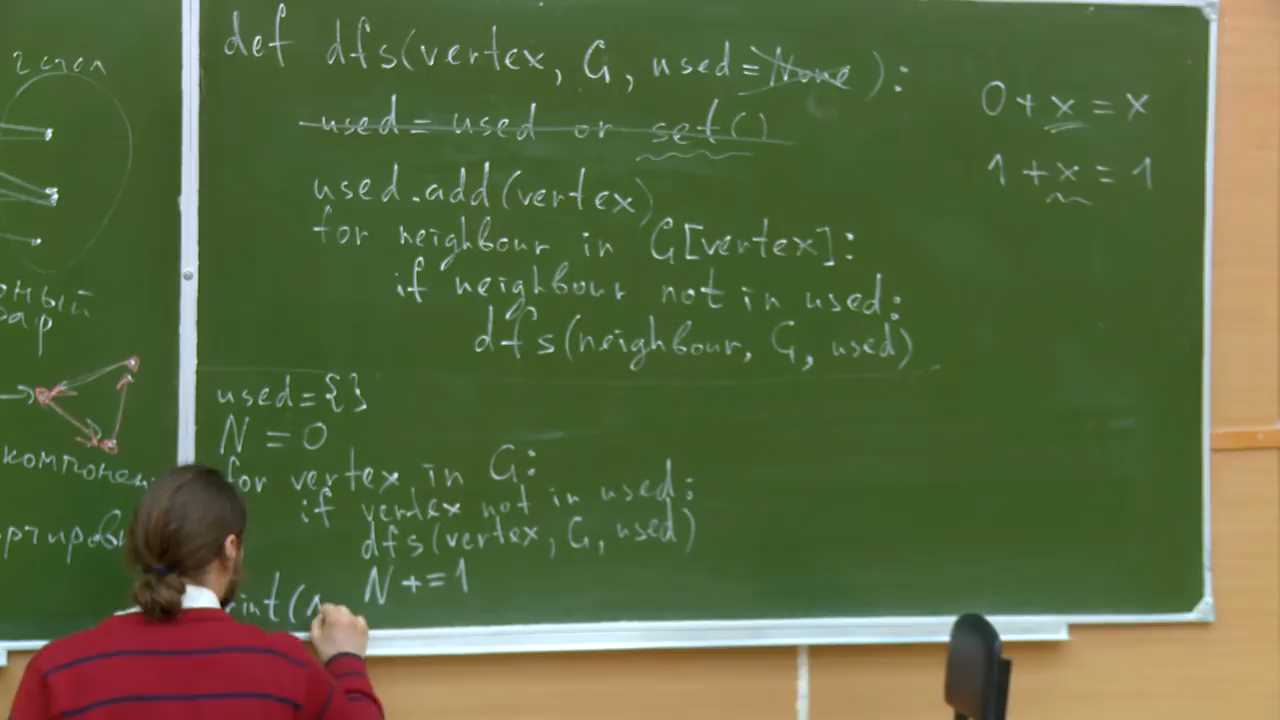 def dfs(vertex, G, used=None):
used = used or set()
used.add(vertex)
for neighbour in G[vertex]:
if neighbour not in used:
dfs(neighbour, G, used)
used={}
N = 0
for vertex in G:
if vertex not in used:
dfs(vertex, G, used)
N += 1
rint(
0 + x = x
1 + x = 1